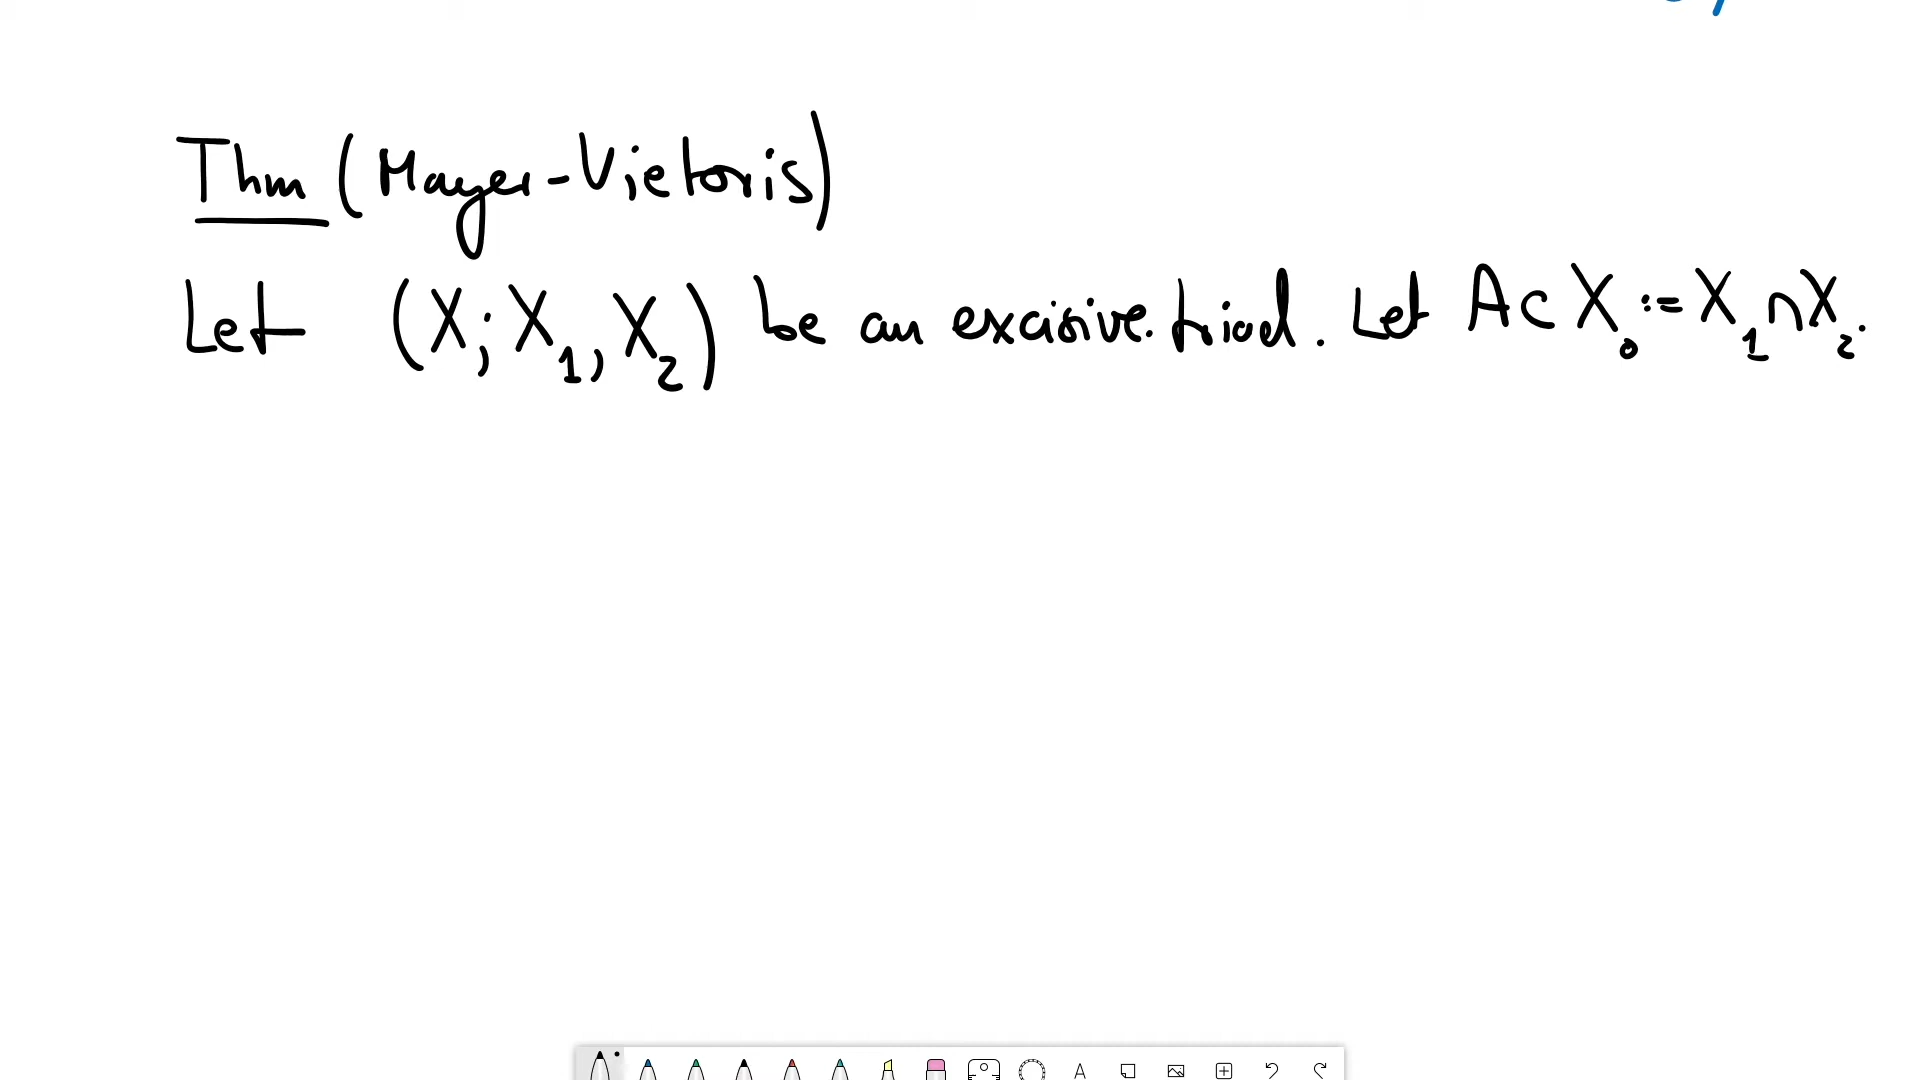 Thm (Mayer-Vietoris)
Let (X; X₁, X₂) be an excisive triad. Let A ⊂ X₀ := X₁ ∩ X₂.